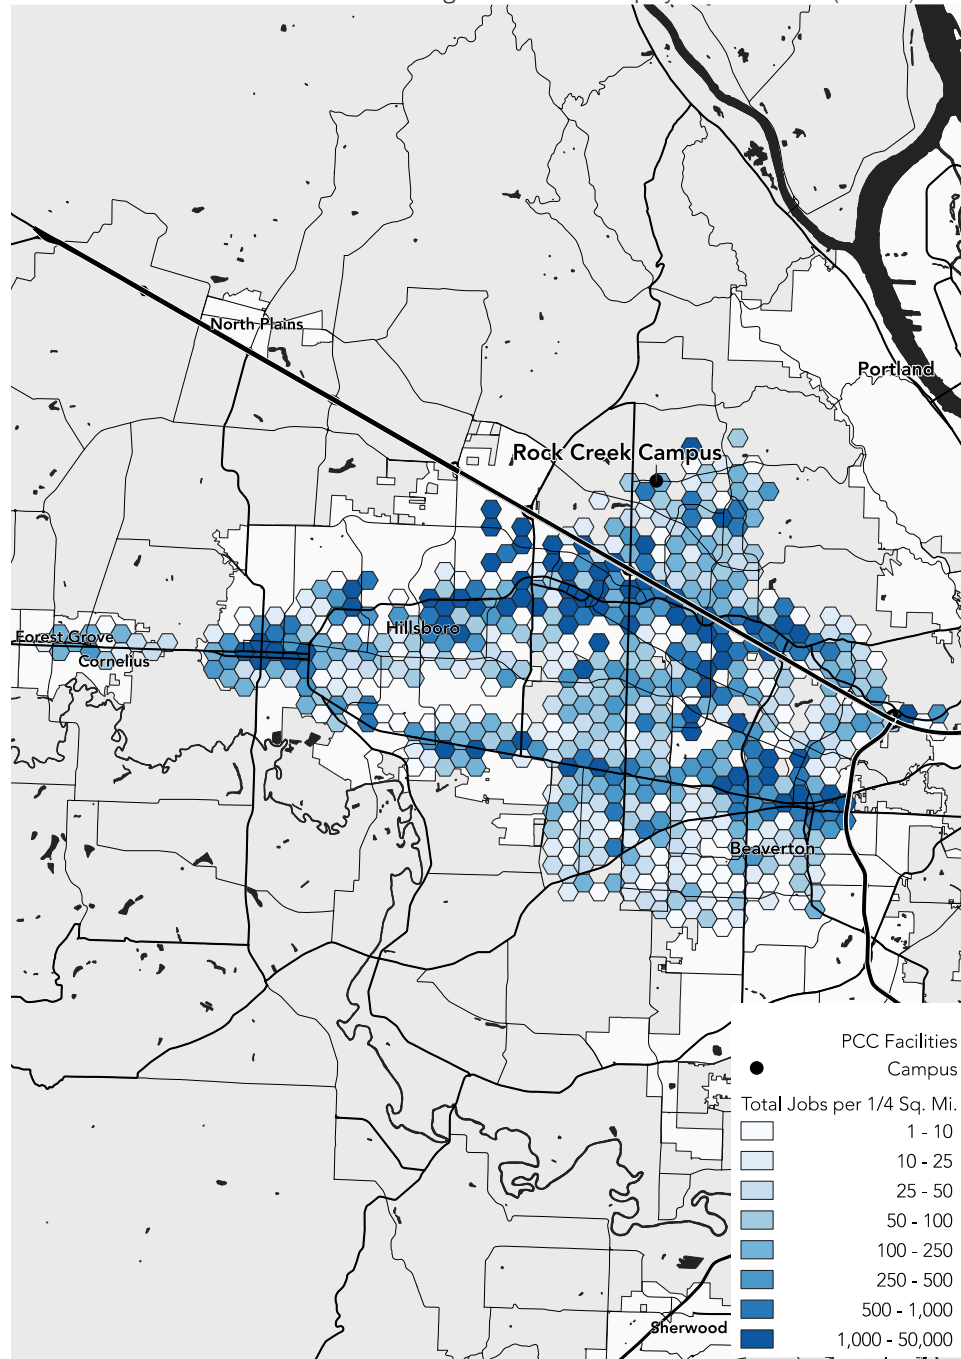 North Plains
Portland
Rock Creek Campus
Hillsboro
Forest Grove
Cornelius
Beaverton
PCC Facilities
Campus
Total Jobs per 1/4 Sq. Mi.
1 - 10
10 - 25
25 - 50
50 - 100
100 - 250
250 - 500
500 - 1,000
1,000 - 50,000
Sherwood